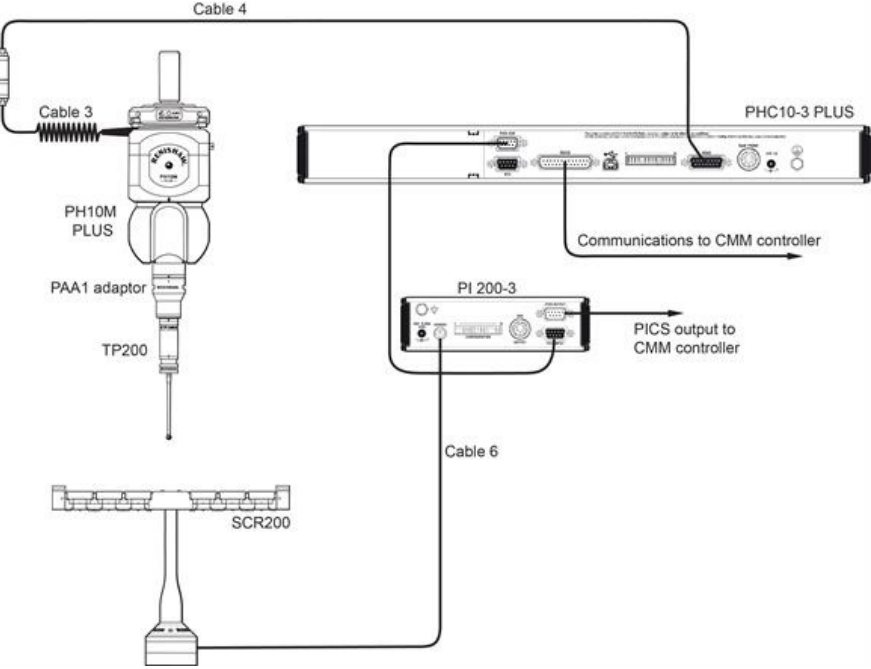 Cable 4
Cable 3
PHC10-3 PLUS
RENISHAW
PH10M
PLUS
Communications to CMM controller
PAA1 adaptor
PI 200-3
PICS output to
CMM controller
TP200
Cable 6
SCR200